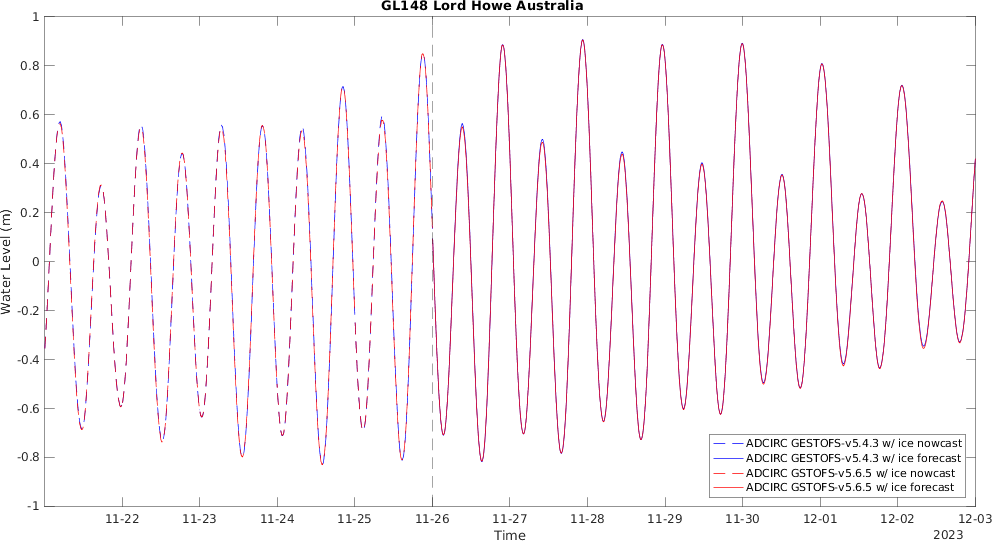 GL148 Lord Howe Australia
1
0.8
0.6
0.4
0.2
0
-0.2
-0.4
-0.6
-0.8
-1
Water Level (m)
11-22 11-23 11-24 11-25 11-26 11-27 11-28 11-29 11-30 12-01 12-02 12-03
Time
2023
ADCIRC GESTOFS-v5.4.3 w/ ice nowcast
ADCIRC GESTOFS-v5.4.3 w/ ice forecast
ADCIRC GSTOFS-v5.6.5 w/ ice nowcast
ADCIRC GSTOFS-v5.6.5 w/ ice forecast